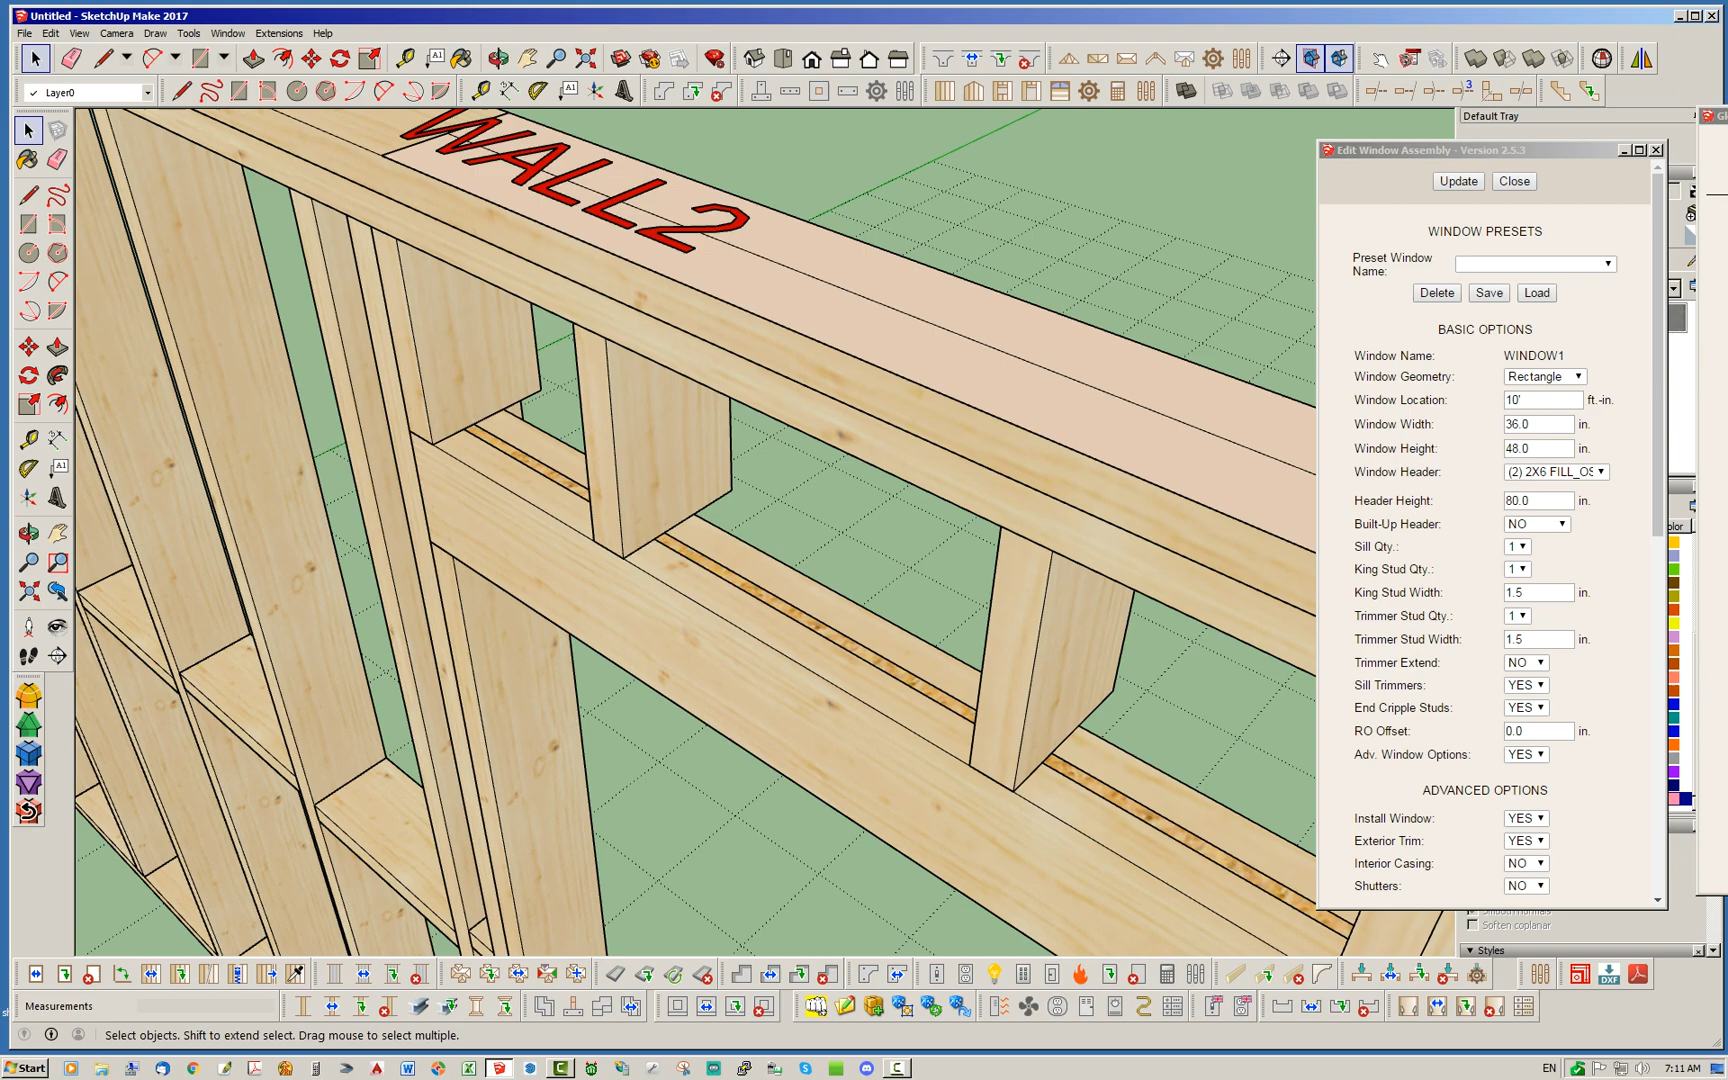 Untitled - SketchUp Make 2017
File Edit View Camera Draw Tools Window Extensions Help
Layer0
Default Tray
WALL2
Edit Window Assembly - Version 2.5.3
Update Close
WINDOW PRESETS
Preset Window
Name:
Delete Save Load
BASIC OPTIONS
Window Name: WINDOW1
Window Geometry: Rectangle
Window Location: 10' ft.-in.
Window Width: 36.0 in.
Window Height: 48.0 in.
Window Header: (2) 2X6 FILL_OS
Header Height: 80.0 in.
Built-Up Header: NO
Sill Qty.: 1
King Stud Qty.: 1
King Stud Width: 1.5 in.
Trimmer Stud Qty.: 1
Trimmer Stud Width: 1.5 in.
Trimmer Extend: NO
Sill Trimmers: YES
End Cripple Studs: YES
RO Offset: 0.0 in.
Adv. Window Options: YES
ADVANCED OPTIONS
Install Window: YES
Exterior Trim: YES
Interior Casing: NO
Shutters: NO
Smooth normals
Soften coplanar
Styles
Measurements
Select objects. Shift to extend select. Drag mouse to select multiple.
Start
EN
7:11 AM